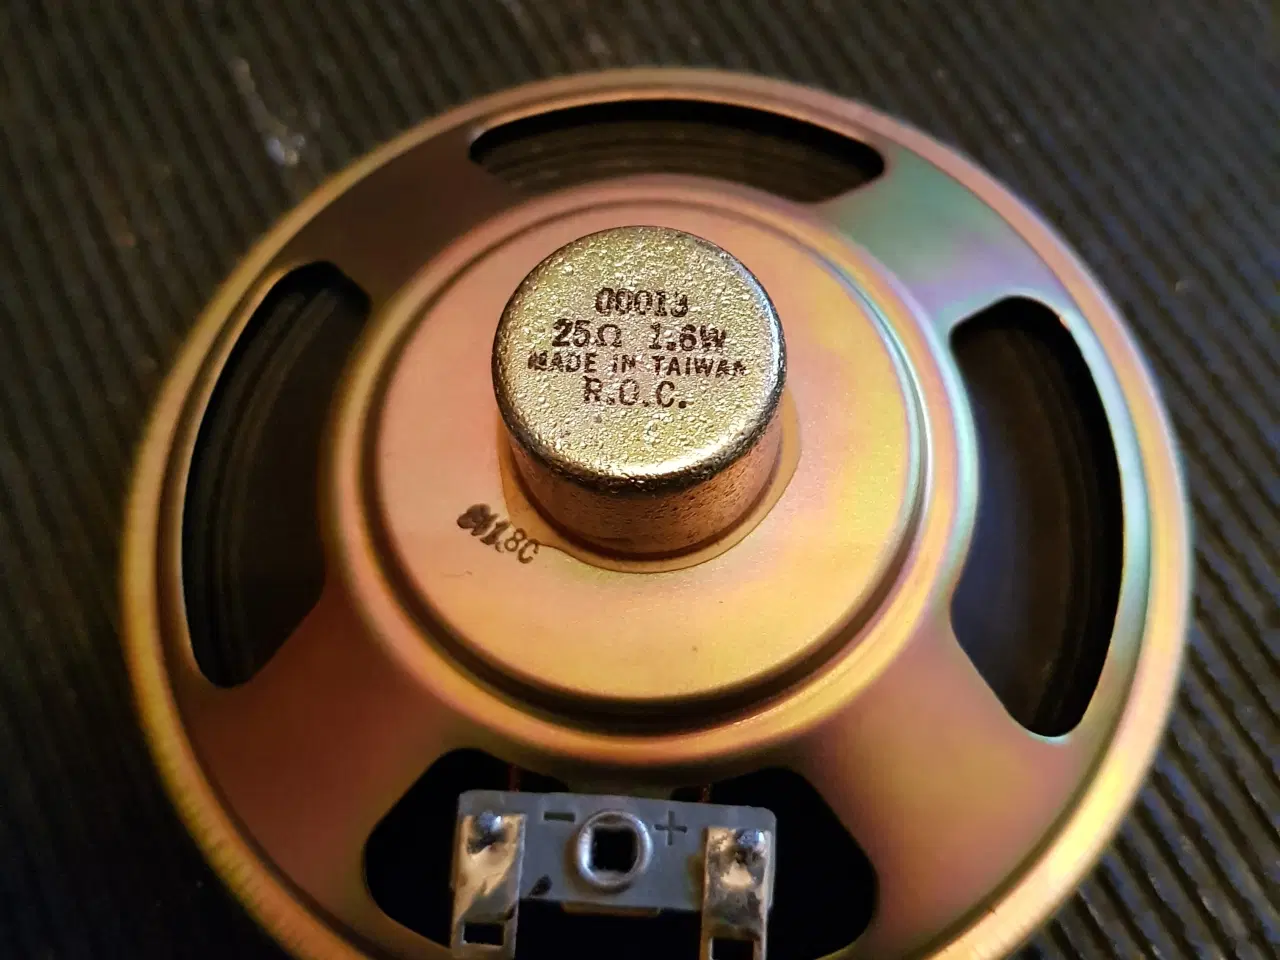 00013
25Ω 1.6W
MADE IN TAIWAN
R.O.C.
- +